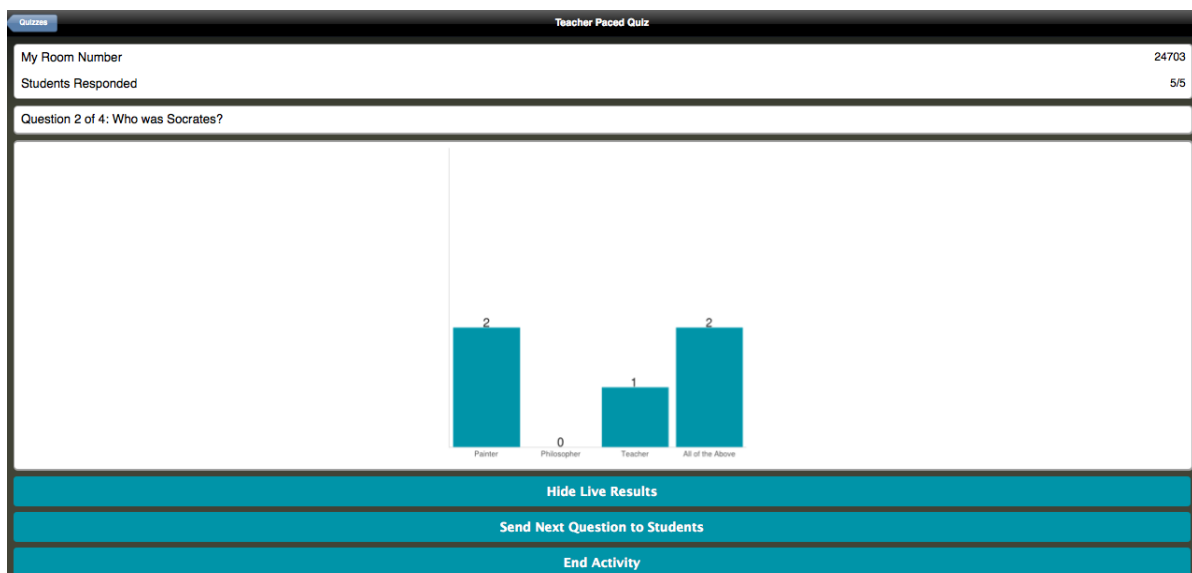 Quizzes
Teacher Paced Quiz
My Room Number 24703
Students Responded 5/5
Question 2 of 4: Who was Socrates?
2 0 1 2
Painter Philosopher Teacher All of the Above
Hide Live Results
Send Next Question to Students
End Activity